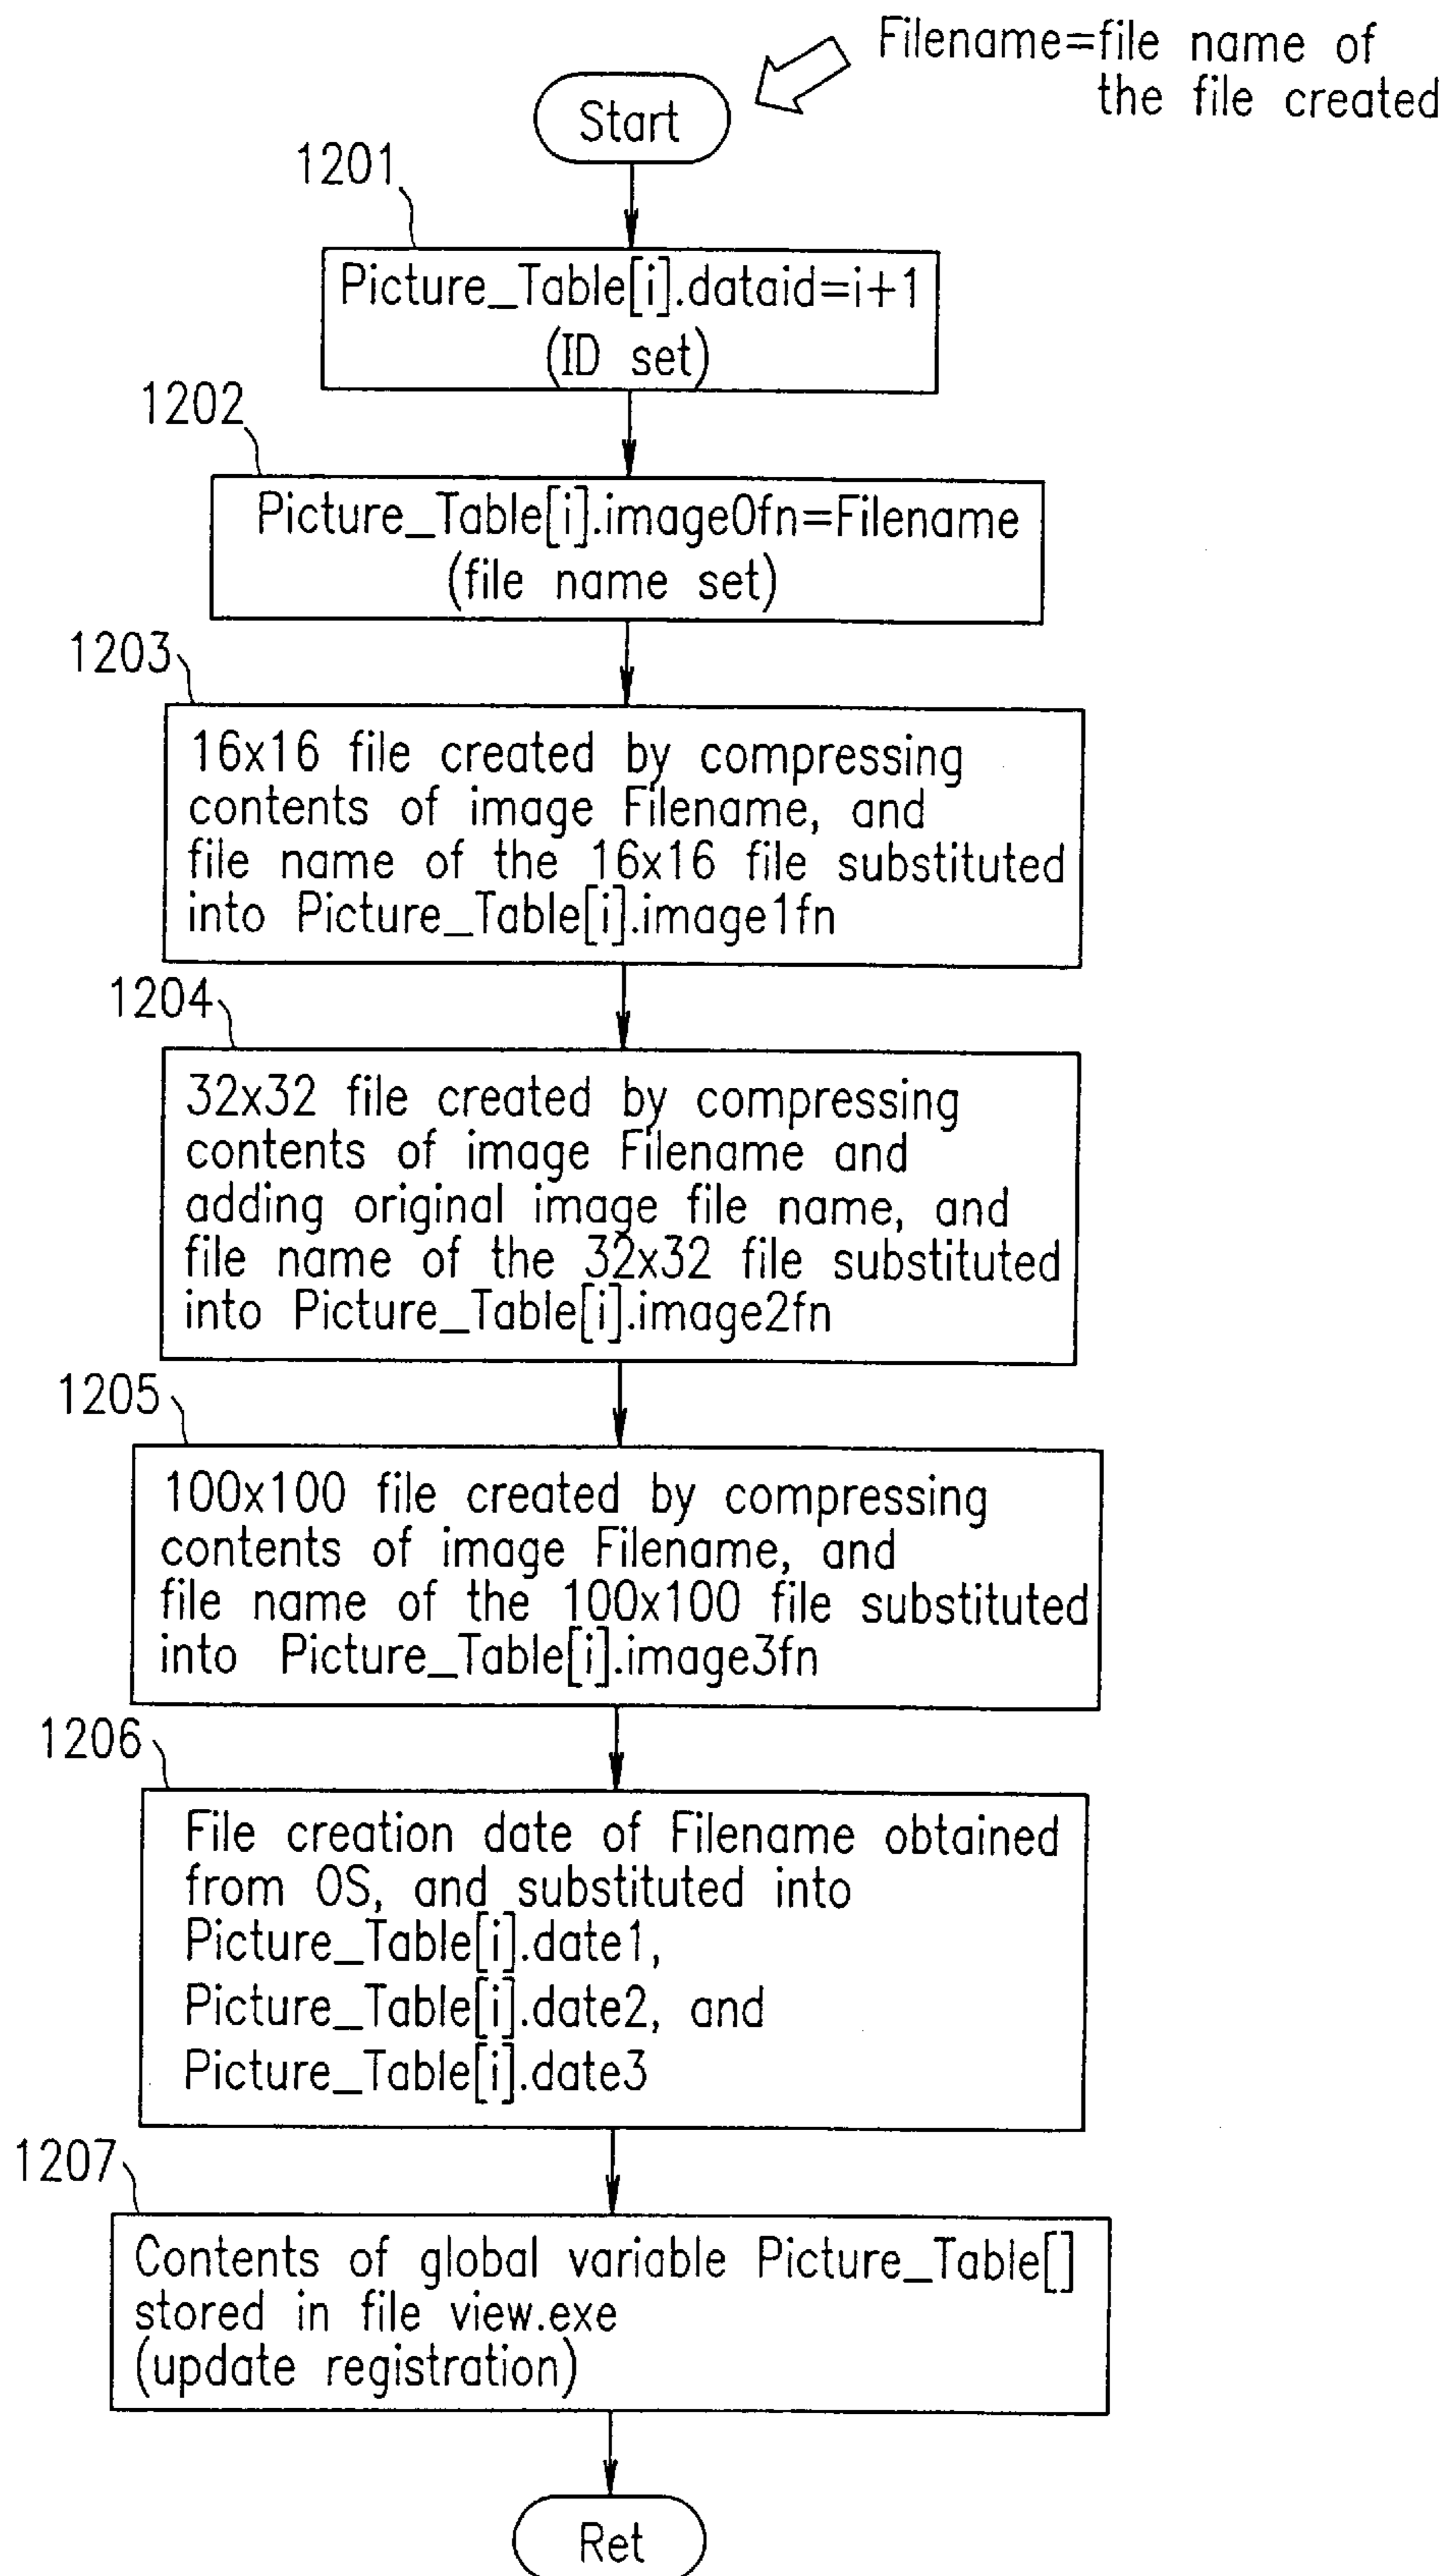 Filename=file name of
the file created
Start
1201
Picture_Table[i].dataid=i+1
(ID set)
1202
Picture_Table[i].image0fn=Filename
(file name set)
1203
16x16 file created by compressing
contents of image Filename, and
file name of the 16x16 file substituted
into Picture_Table[i].image1fn
1204
32x32 file created by compressing
contents of image Filename and
adding original image file name, and
file name of the 32x32 file substituted
into Picture_Table[i].image2fn
1205
100x100 file created by compressing
contents of image Filename, and
file name of the 100x100 file substituted
into Picture_Table[i].image3fn
1206
File creation date of Filename obtained
from OS, and substituted into
Picture_Table[i].date1,
Picture_Table[i].date2, and
Picture_Table[i].date3
1207
Contents of global variable Picture_Table[]
stored in file view.exe
(update registration)
Ret